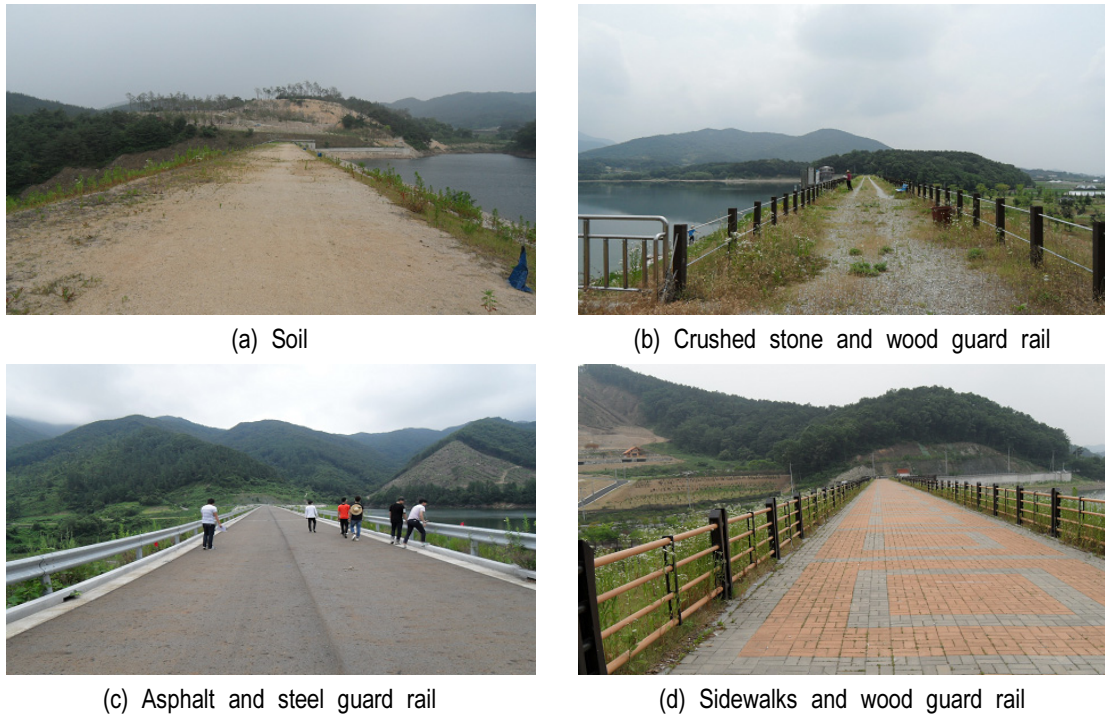 (a) Soil
(b) Crushed stone and wood guard rail
(c) Asphalt and steel guard rail
(d) Sidewalks and wood guard rail